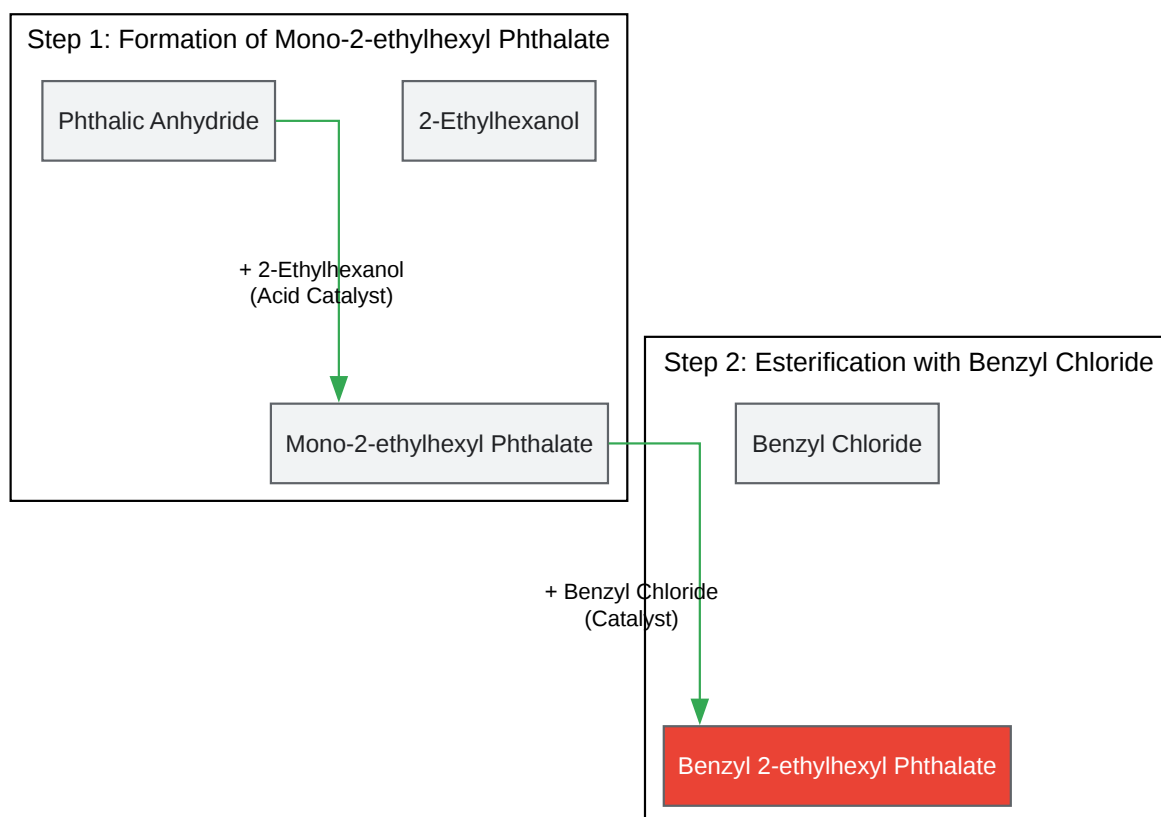 Step 1: Formation of Mono-2-ethylhexyl Phthalate
Phthalic Anhydride
2-Ethylhexanol
+ 2-Ethylhexanol
(Acid Catalyst)
Mono-2-ethylhexyl Phthalate
Step 2: Esterification with Benzyl Chloride
Benzyl Chloride
+ Benzyl Chloride
(Catalyst)
Benzyl 2-ethylhexyl Phthalate